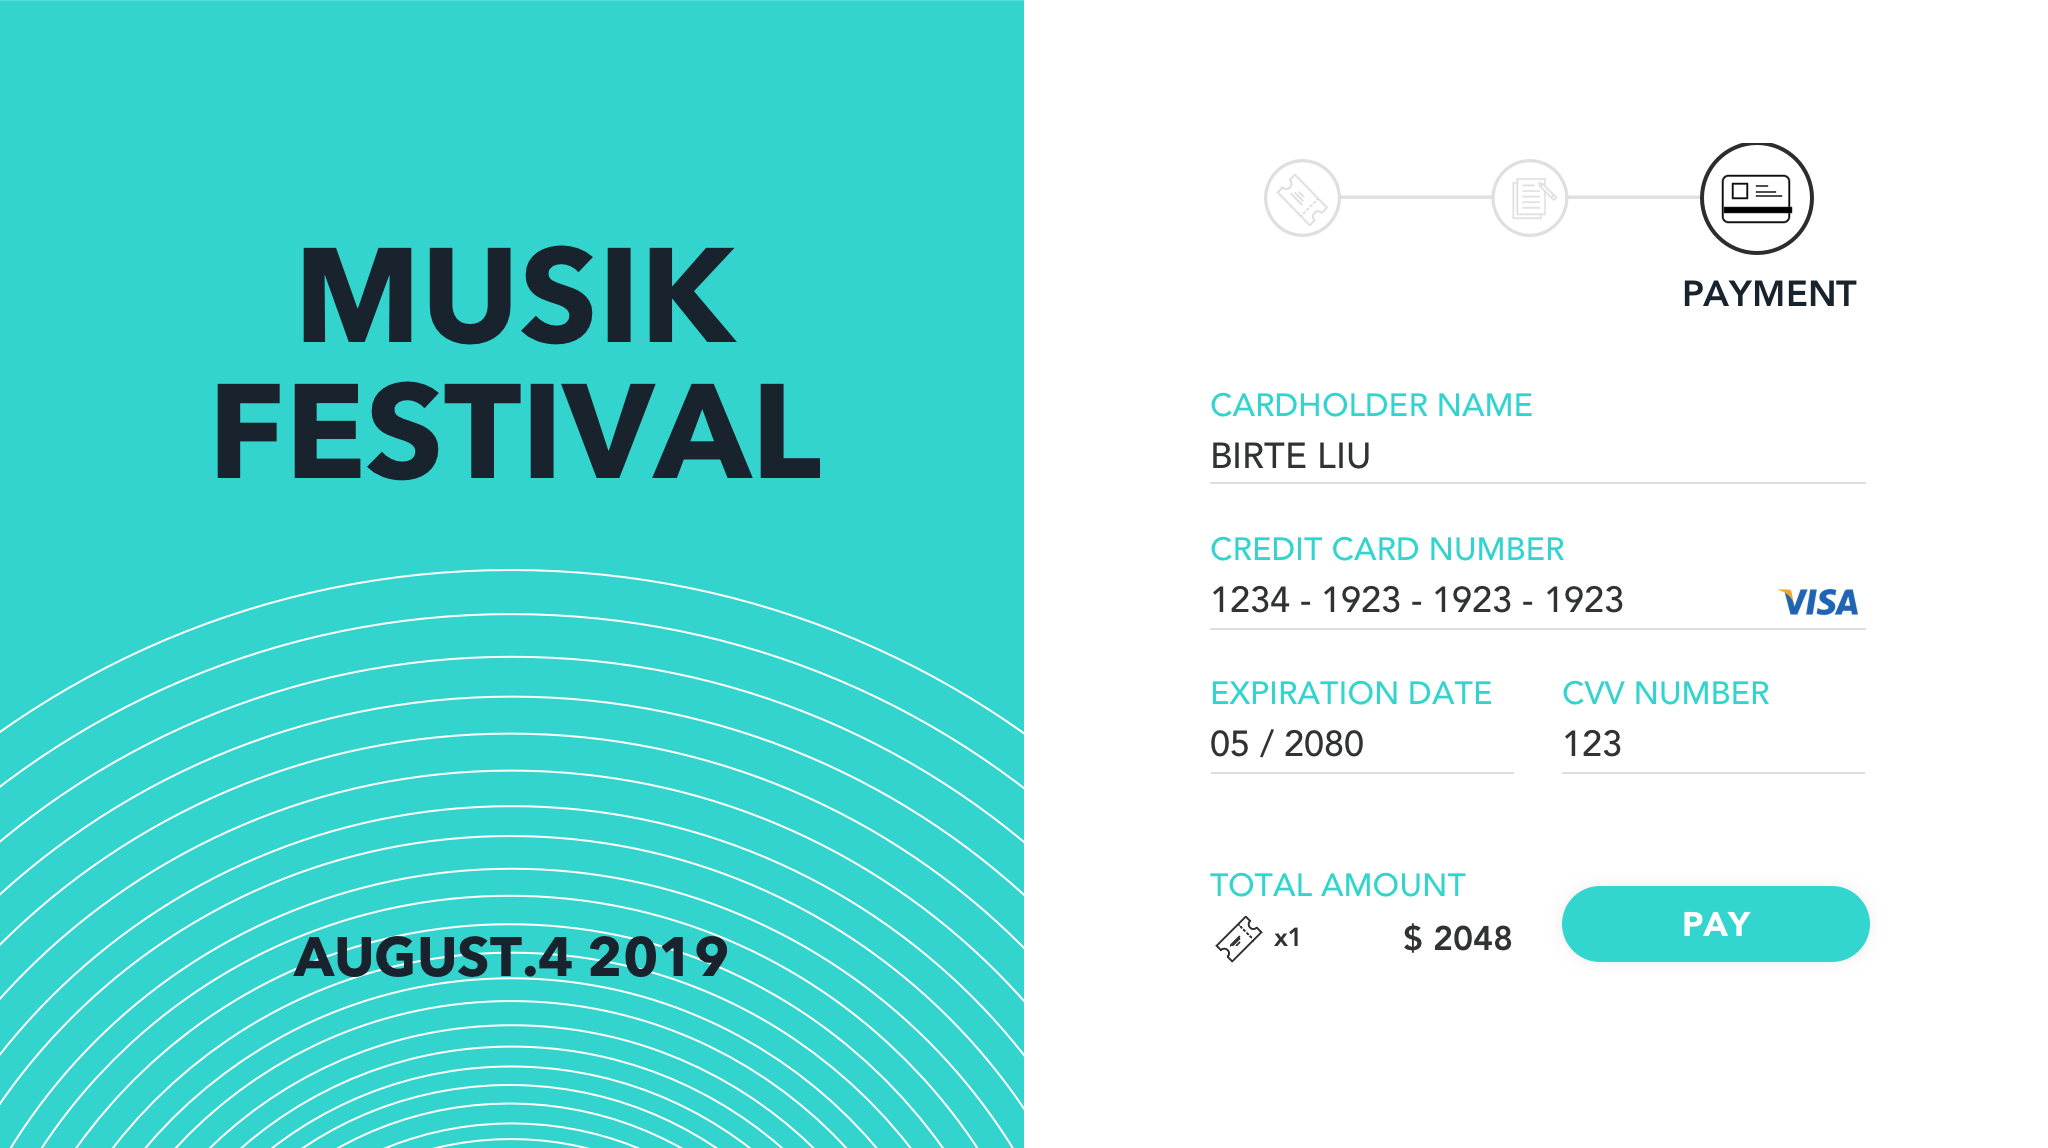 MUSIK
FESTIVAL
AUGUST.4 2019
PAYMENT
CARDHOLDER NAME
BIRTE LIU
CREDIT CARD NUMBER
1234 - 1923 - 1923 - 1923
VISA
EXPIRATION DATE
05 / 2080
CVV NUMBER
123
TOTAL AMOUNT
x1
$ 2048
PAY